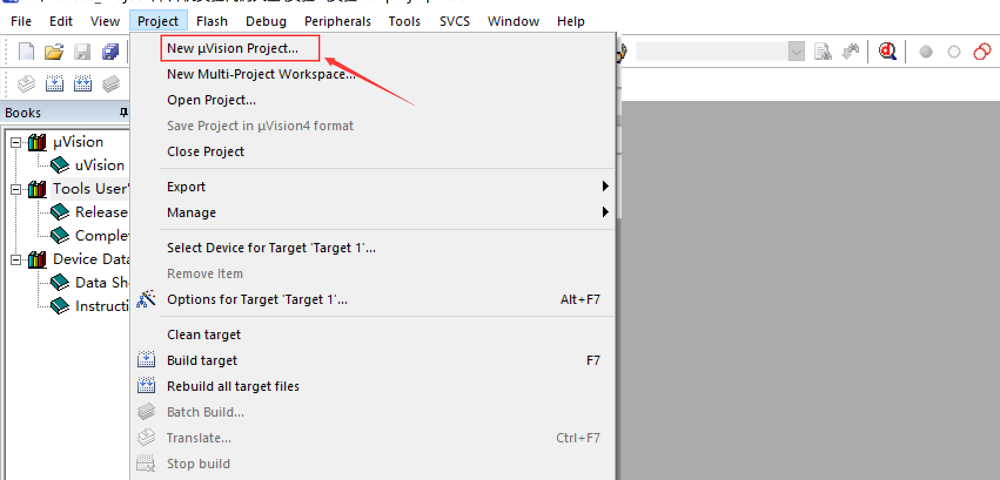 File Edit View Project Flash Debug Peripherals Tools SVCS Window Help
New µVision Project...
New Multi-Project Workspace...
Open Project...
Save Project in µVision4 format
Close Project
Export
Manage
Select Device for Target 'Target 1'...
Remove Item
Options for Target 'Target 1'... Alt+F7
Clean target
Build target F7
Rebuild all target files
Batch Build...
Translate... Ctrl+F7
Stop build
Books
µVision
uVision
Tools User'
Release
Complet
Device Data
Data Sh
Instructi